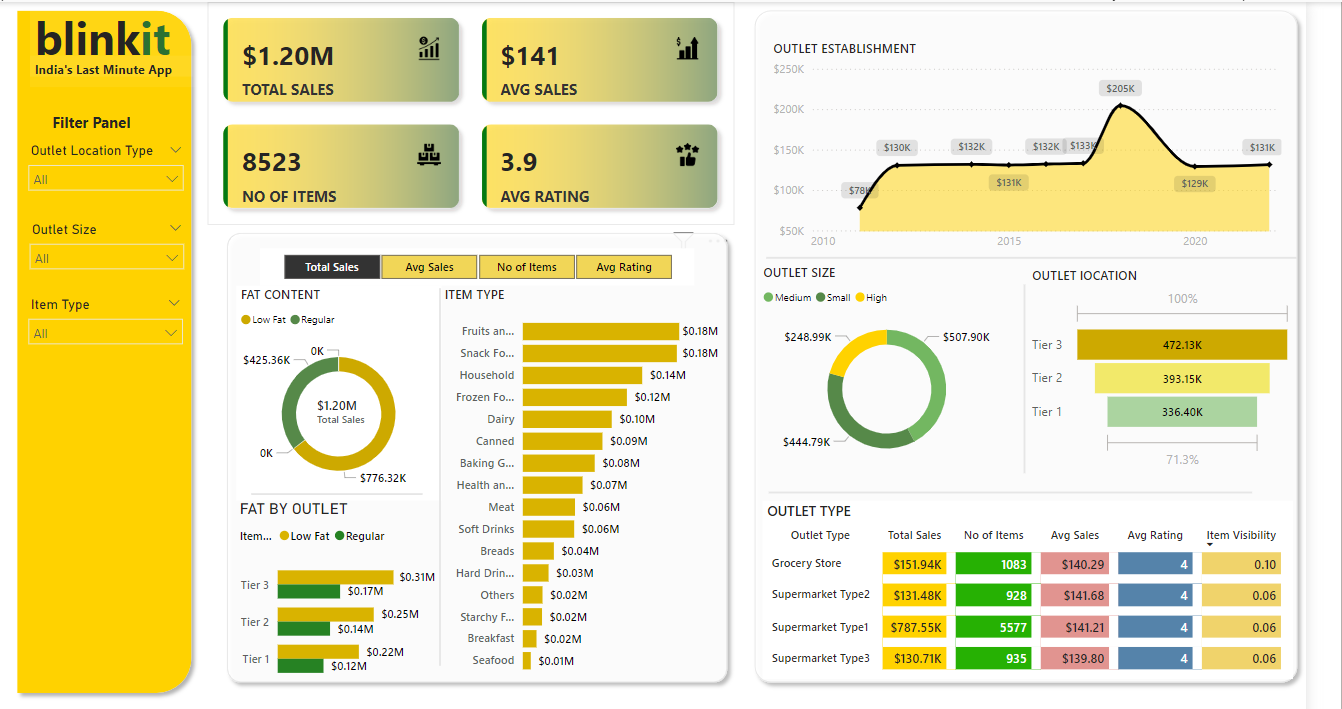 blinkit
India's Last Minute App
Filter Panel
Outlet Location Type
All
Outlet Size
All
Item Type
All
$1.20M
TOTAL SALES
$141
AVG SALES
8523
NO OF ITEMS
3.9
AVG RATING
Total Sales Avg Sales No of Items Avg Rating
FAT CONTENT
Low Fat Regular
0K
$425.36K
$1.20M
Total Sales
0K
$776.32K
FAT BY OUTLET
Item... Low Fat Regular
Tier 3 $0.31M
$0.17M
Tier 2 $0.25M
$0.14M
Tier 1 $0.22M
$0.12M
ITEM TYPE
Fruits an... $0.18M
Snack Fo... $0.18M
Household $0.14M
Frozen Fo... $0.12M
Dairy $0.10M
Canned $0.09M
Baking G... $0.08M
Health an... $0.07M
Meat $0.06M
Soft Drinks $0.06M
Breads $0.04M
Hard Drin... $0.03M
Others $0.02M
Starchy F... $0.02M
Breakfast $0.02M
Seafood $0.01M
OUTLET ESTABLISHMENT
$250K
$200K
$150K
$100K
$50K
$78K
$130K
$132K
$131K
$132K
$133K
$205K
$129K
$131K
2010 2015 2020
OUTLET SIZE
Medium Small High
$248.99K
$507.90K
$444.79K
OUTLET lOCATION
100%
Tier 3 472.13K
Tier 2 393.15K
Tier 1 336.40K
71.3%
OUTLET TYPE
Outlet Type Total Sales No of Items Avg Sales Avg Rating Item Visibility
Grocery Store $151.94K 1083 $140.29 4 0.10
Supermarket Type2 $131.48K 928 $141.68 4 0.06
Supermarket Type1 $787.55K 5577 $141.21 4 0.06
Supermarket Type3 $130.71K 935 $139.80 4 0.06